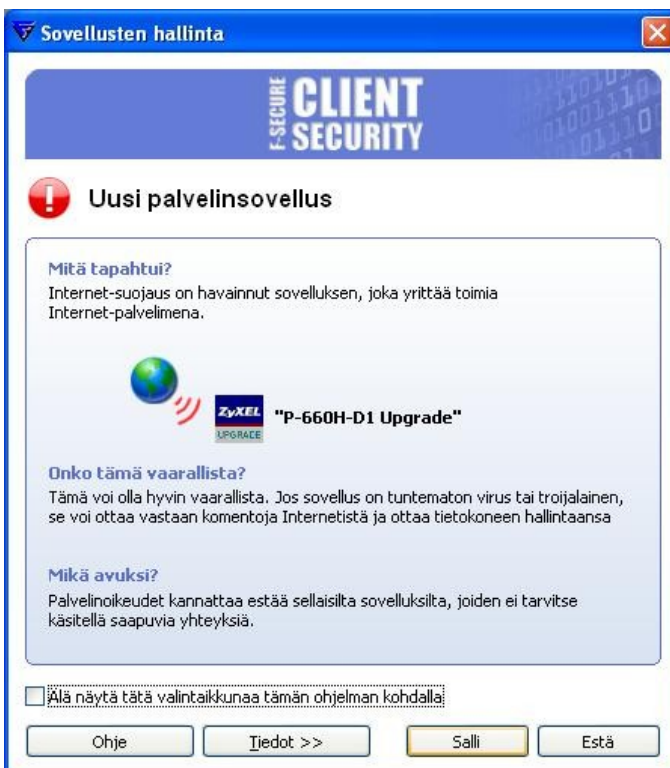 Sovellusten hallinta
F-SECURE CLIENT SECURITY
Uusi palvelinsovellus
Mitä tapahtui?
Internet-suojaus on havainnut sovelluksen, joka yrittää toimia
Internet-palvelimena.
ZyXEL
UPGRADE
"P-660H-D1 Upgrade"
Onko tämä vaarallista?
Tämä voi olla hyvin vaarallista. Jos sovellus on tuntematon virus tai troijalainen,
se voi ottaa vastaan komentoja Internetistä ja ottaa tietokoneen hallintaansa
Mikä avuksi?
Palvelinoikeudet kannattaa estää sellaisilta sovelluksilta, joiden ei tarvitse
käsitellä saapuvia yhteyksiä.
Älä näytä tätä valintaikkunaa tämän ohjelman kohdalla
Ohje
Tiedot >>
Salli
Estä